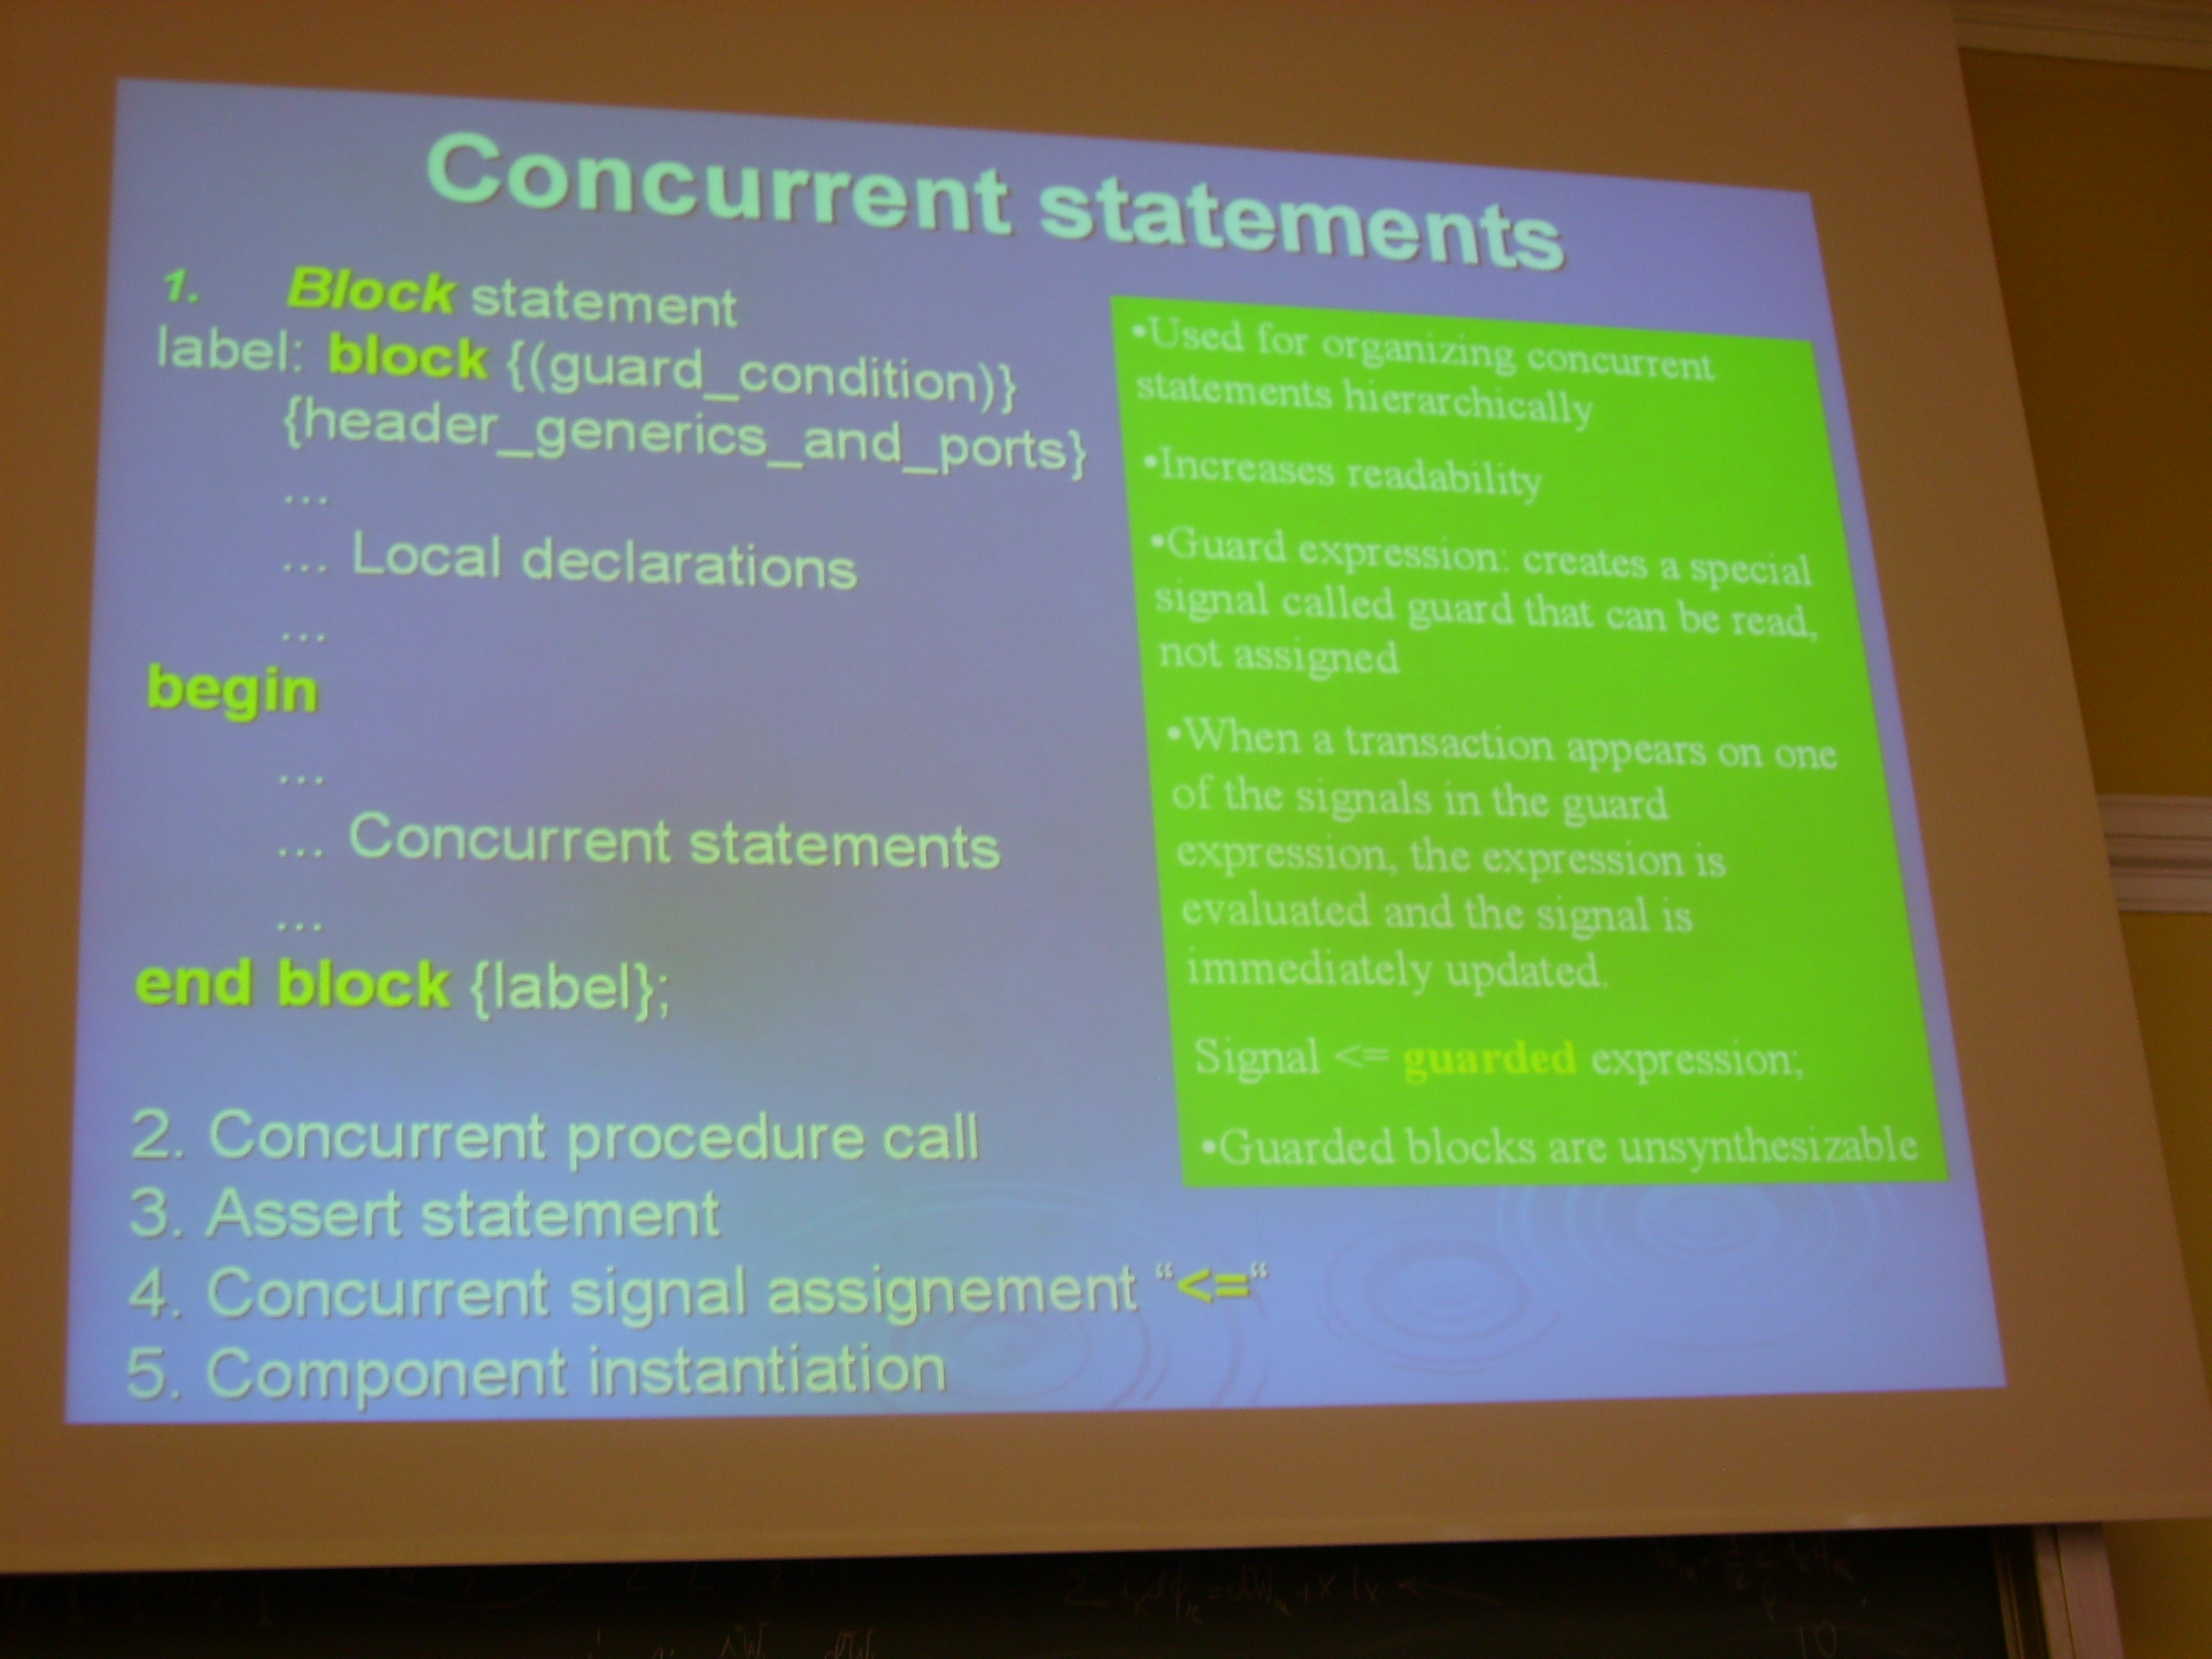 Concurrent statements
1. Block statement
label: block {(guard_condition)}
{header_generics_and_ports}
...
... Local declarations
...
begin
...
... Concurrent statements
...
end block {label};
2. Concurrent procedure call
3. Assert statement
4. Concurrent signal assignement “<=“
5. Component instantiation
•Used for organizing concurrent
statements hierarchically
•Increases readability
•Guard expression: creates a special
signal called guard that can be read,
not assigned
•When a transaction appears on one
of the signals in the guard
expression, the expression is
evaluated and the signal is
immediately updated.
Signal <= guarded expression;
•Guarded blocks are unsynthesizable